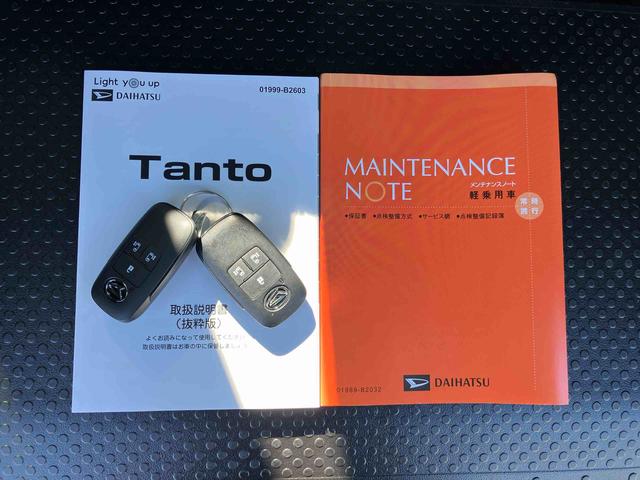 Light you up
DAIHATSU
01999-B2603
Tanto
取扱説明書
（抜粋版）
よくお読みになって使用してください
取扱説明書はお車の中に保管しましょう
MAINTENANCE
NOTE
メンテナンスノート
軽乗用車
常時
携行
●保証書 ●点検整備方式 ●サービス網 ●点検整備記録簿
01999-B2032
DAIHATSU